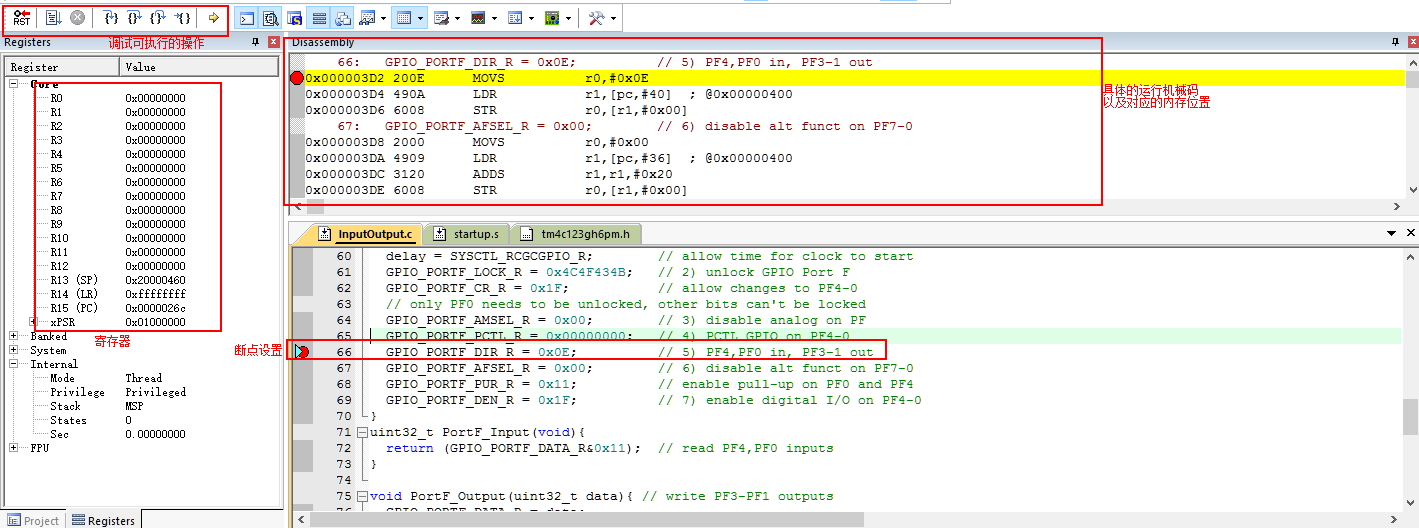 RST
调试可执行的操作
Registers
Register Value
Core
R0 0x00000000
R1 0x00000000
R2 0x00000000
R3 0x00000000
R4 0x00000000
R5 0x00000000
R6 0x00000000
R7 0x00000000
R8 0x00000000
R9 0x00000000
R10 0x00000000
R11 0x00000000
R12 0x00000000
R13 (SP) 0x20000460
R14 (LR) 0xffffffff
R15 (PC) 0x0000026c
xPSR 0x01000000
寄存器
Banked
System
Internal
Mode Thread
Privilege Privileged
Stack MSP
States 0
Sec 0.00000000
FPU
Project Registers
Disassembly
66: GPIO_PORTF_DIR_R = 0x0E; // 5) PF4,PF0 in, PF3-1 out
0x000003D2 200E MOVS r0,#0x0E
0x000003D4 490A LDR r1,[pc,#40] ; @0x00000400
0x000003D6 6008 STR r0,[r1,#0x00]
67: GPIO_PORTF_AFSEL_R = 0x00; // 6) disable alt funct on PF7-0
0x000003D8 2000 MOVS r0,#0x00
0x000003DA 4909 LDR r1,[pc,#36] ; @0x00000400
0x000003DC 3120 ADDS r1,r1,#0x20
0x000003DE 6008 STR r0,[r1,#0x00]
具体的运行机械码
以及对应的内存位置
InputOutput.c startup.s tm4c123gh6pm.h
断点设置
60 delay = SYSCTL_RCGCGPIO_R; // allow time for clock to start
61 GPIO_PORTF_LOCK_R = 0x4C4F434B; // 2) unlock GPIO Port F
62 GPIO_PORTF_CR_R = 0x1F; // allow changes to PF4-0
63 // only PF0 needs to be unlocked, other bits can't be locked
64 GPIO_PORTF_AMSEL_R = 0x00; // 3) disable analog on PF
65 GPIO_PORTF_PCTL_R = 0x00000000; // 4) PCTL GPIO on PF4-0
66 GPIO_PORTF_DIR_R = 0x0E; // 5) PF4,PF0 in, PF3-1 out
67 GPIO_PORTF_AFSEL_R = 0x00; // 6) disable alt funct on PF7-0
68 GPIO_PORTF_PUR_R = 0x11; // enable pull-up on PF0 and PF4
69 GPIO_PORTF_DEN_R = 0x1F; // 7) enable digital I/O on PF4-0
70 }
71 uint32_t PortF_Input(void){
72 return (GPIO_PORTF_DATA_R&0x11); // read PF4,PF0 inputs
73 }
74
75 void PortF_Output(uint32_t data){ // write PF3-PF1 outputs